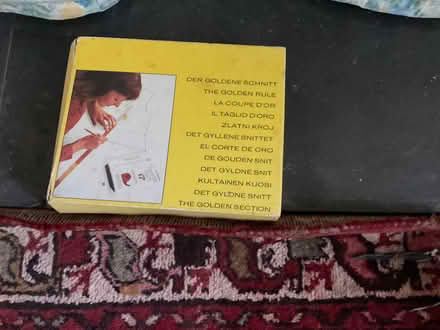 DER GOLDENE SCHNITT
THE GOLDEN RULE
LA COUPE D'OR
IL TAGLIO D'ORO
ZLATNI KROJ
DET GYLLENE SNITTET
EL CORTE DE ORO
DE GOUDEN SNIT
DET GYLDNE SNIT
KULTAINEN KUOSI
DET GYLDNE SNITT
THE GOLDEN SECTION